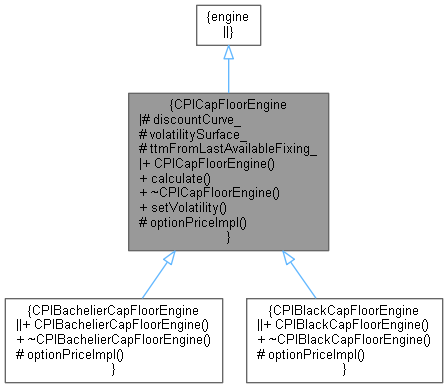 {engine
||}
{CPICapFloorEngine
|# discountCurve_
# volatilitySurface_
# ttmFromLastAvailableFixing_
|+ CPICapFloorEngine()
+ calculate()
+ ~CPICapFloorEngine()
+ setVolatility()
# optionPriceImpl()
}
{CPIBachelierCapFloorEngine
||+ CPIBachelierCapFloorEngine()
+ ~CPIBachelierCapFloorEngine()
# optionPriceImpl()
}
{CPIBlackCapFloorEngine
||+ CPIBlackCapFloorEngine()
+ ~CPIBlackCapFloorEngine()
# optionPriceImpl()
}